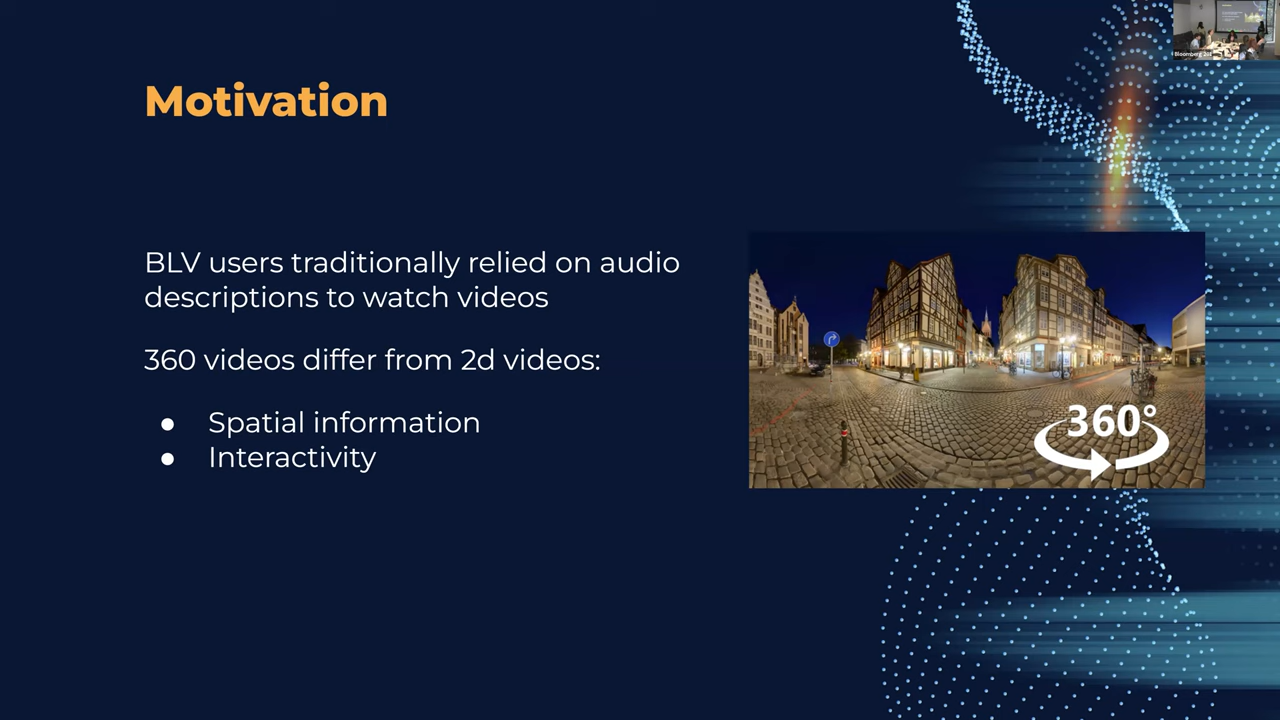 Motivation
BLV users traditionally relied on audio
descriptions to watch videos
360 videos differ from 2d videos:
● Spatial information
● Interactivity
360°